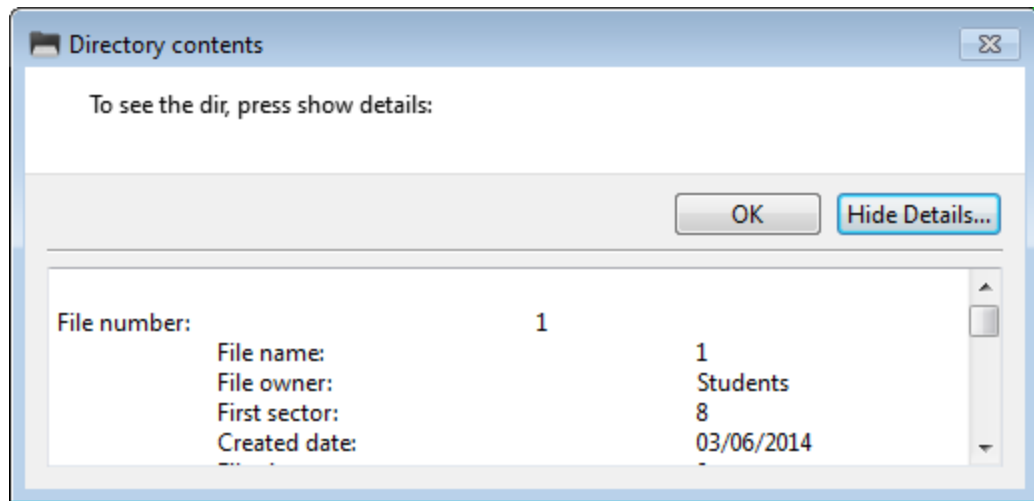 Directory contents
To see the dir, press show details:
OK Hide Details...
File number: 1
File name: 1
File owner: Students
First sector: 8
Created date: 03/06/2014